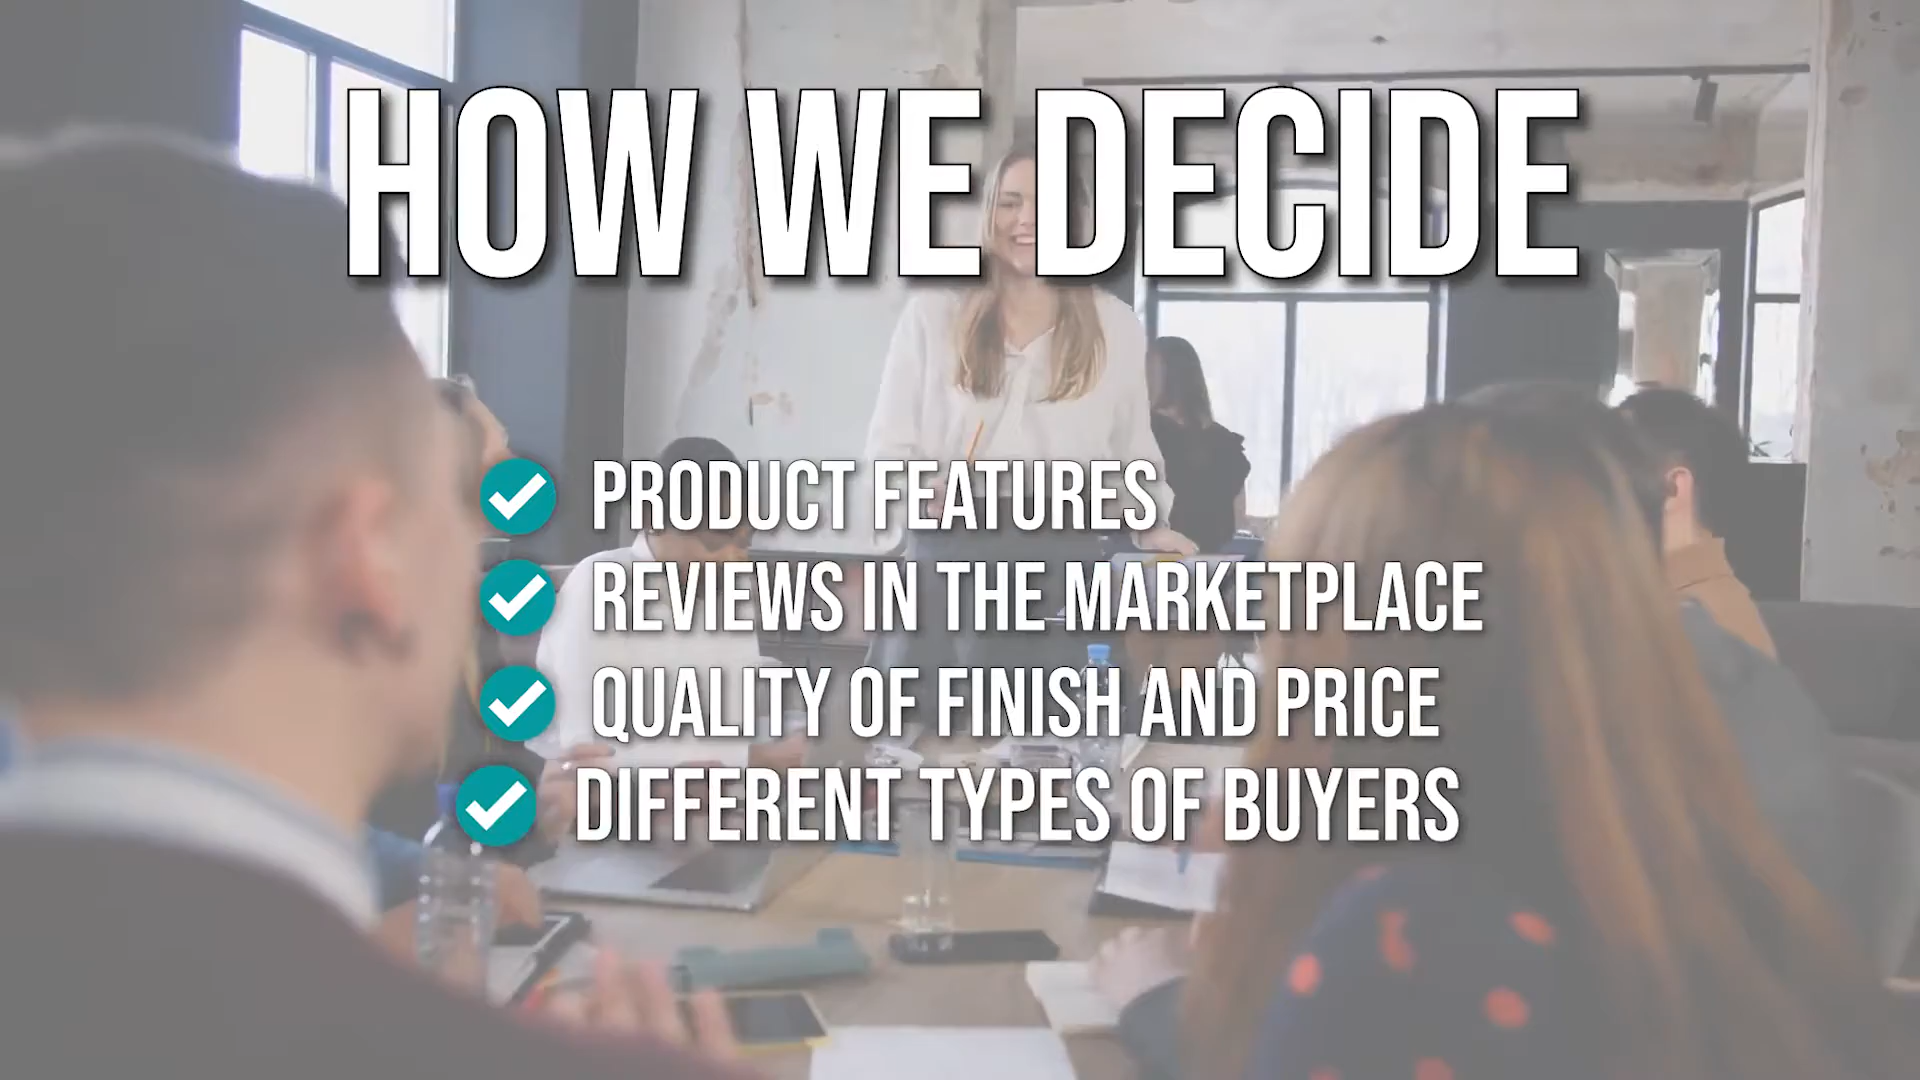 HOW WE DECIDE
PRODUCT FEATURES
REVIEWS IN THE MARKETPLACE
QUALITY OF FINISH AND PRICE
DIFFERENT TYPES OF BUYERS